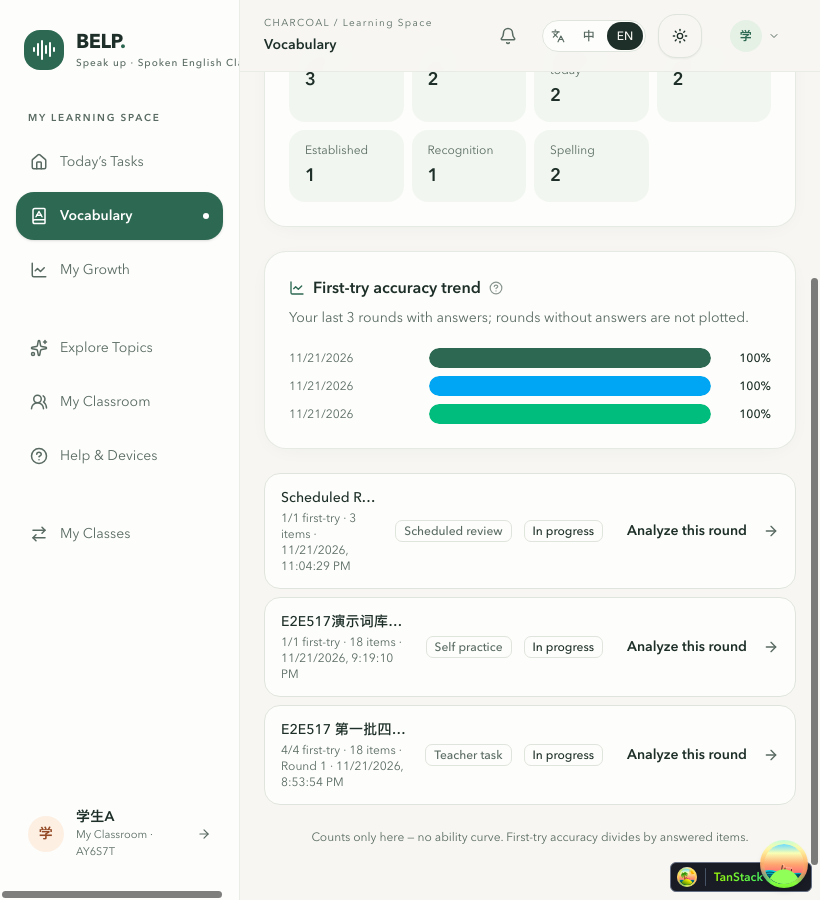 BELP.
Speak up · Spoken English Cl
MY LEARNING SPACE
Today's Tasks
Vocabulary
My Growth
Explore Topics
My Classroom
Help & Devices
My Classes
学
学生A
My Classroom ·
AY6S7T
CHARCOAL / Learning Space
Vocabulary
中
EN
学
today
3
2
2
2
Established
1
Recognition
1
Spelling
2
First-try accuracy trend
Your last 3 rounds with answers; rounds without answers are not plotted.
11/21/2026 100%
11/21/2026 100%
11/21/2026 100%
Scheduled R...
1/1 first-try · 3
items ·
11/21/2026,
11:04:29 PM
Scheduled review
In progress
Analyze this round
E2E517演示词库...
1/1 first-try · 18 items ·
11/21/2026, 9:19:10
PM
Self practice
In progress
Analyze this round
E2E517 第一批四...
4/4 first-try · 18 items ·
Round 1 · 11/21/2026,
8:53:54 PM
Teacher task
In progress
Analyze this round
Counts only here — no ability curve. First-try accuracy divides by answered items.
TanStack